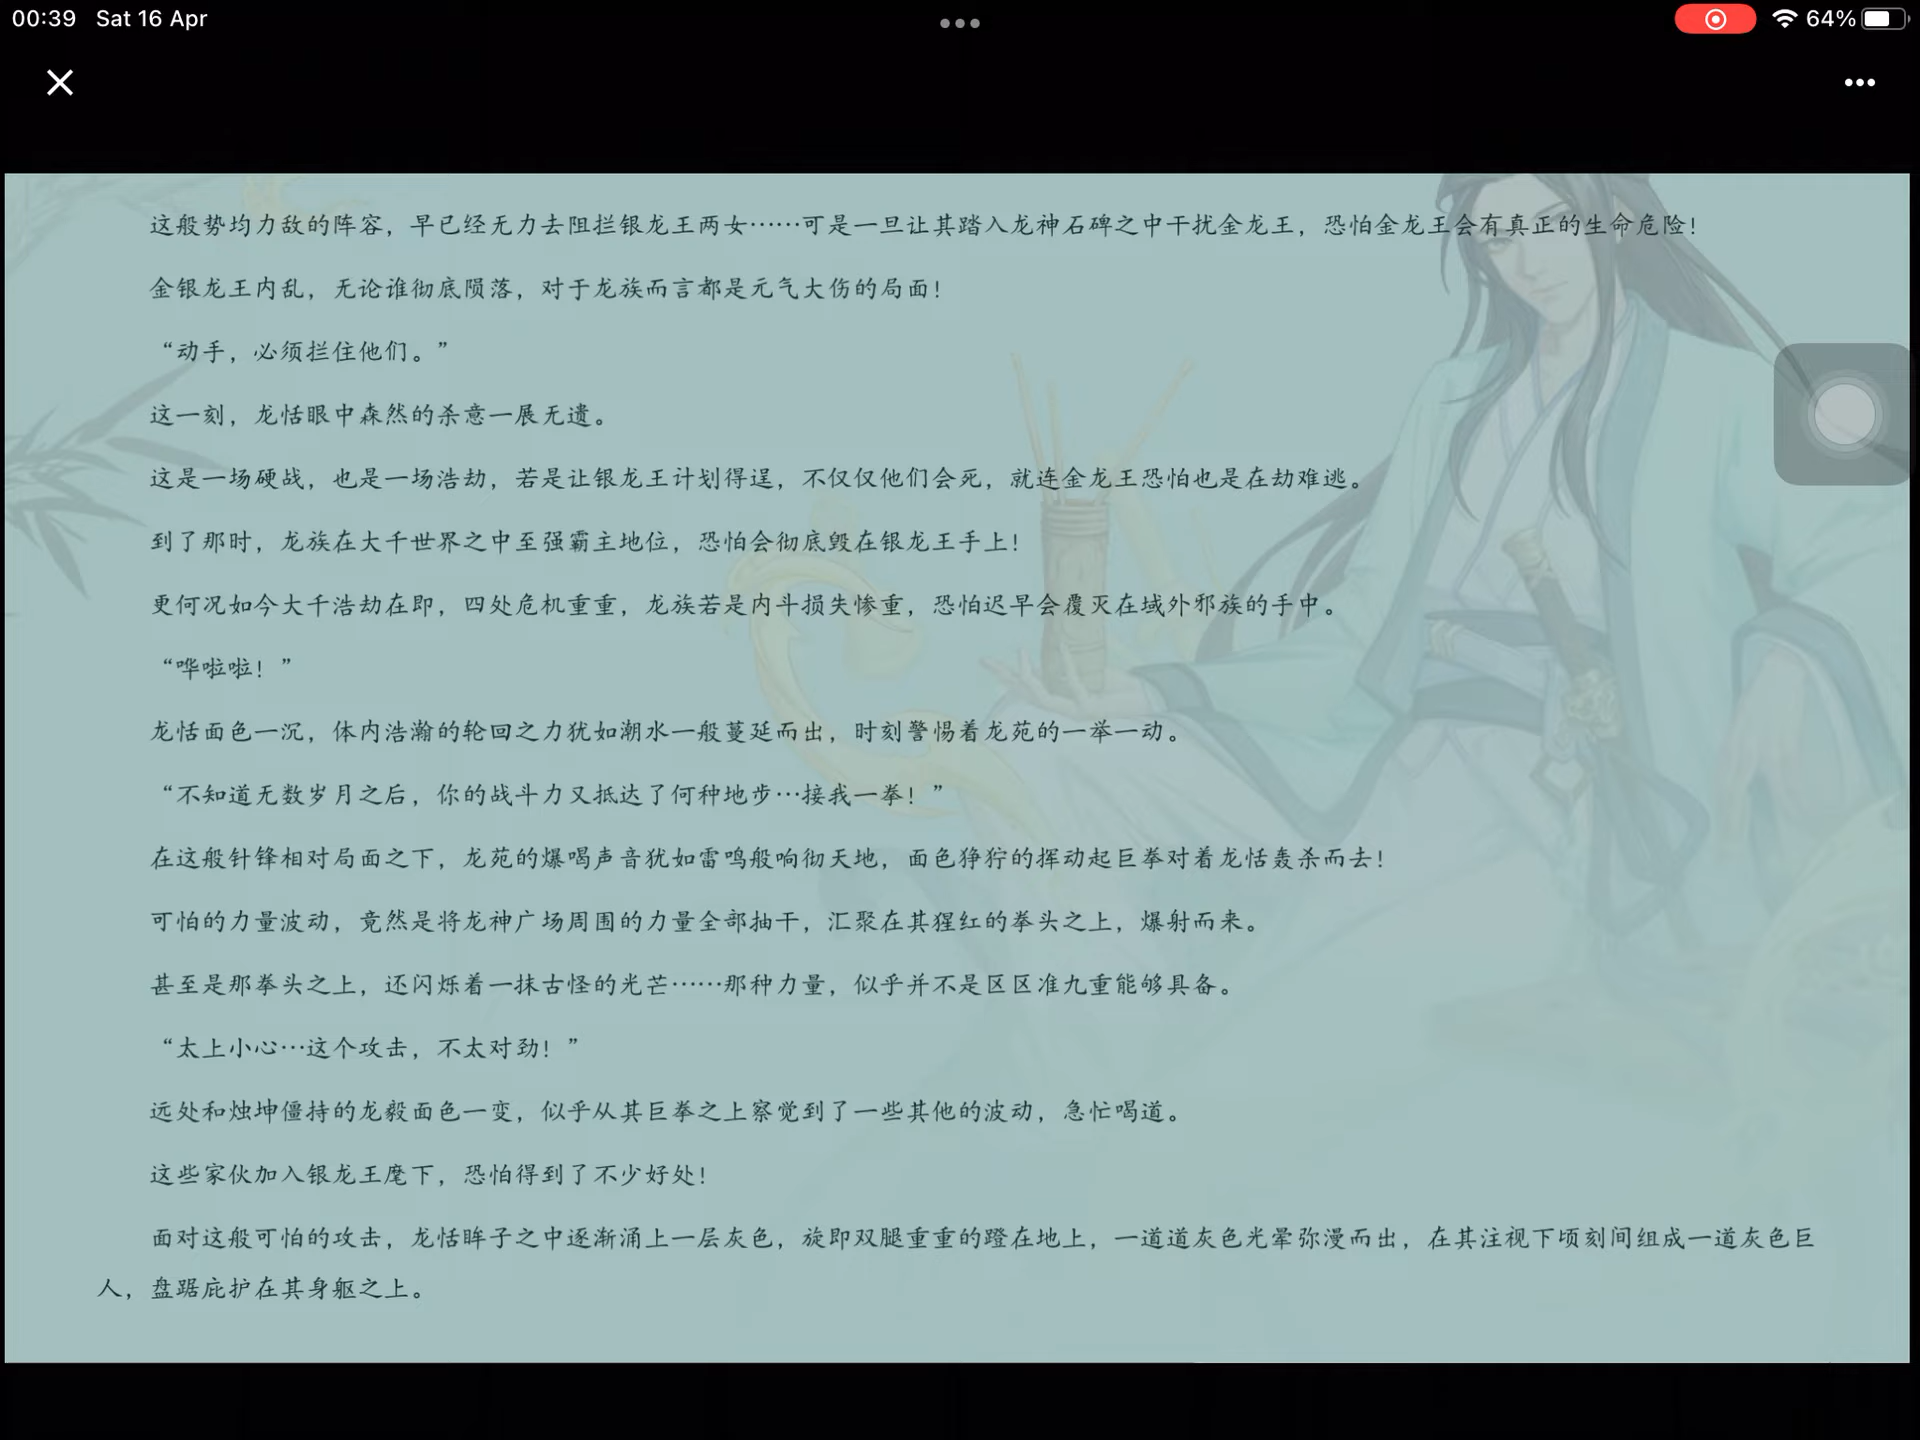 00:39 Sat 16 Apr
64%
这般势均力敌的阵容，早已经无力去阻拦银龙王两女……可是一旦让其踏入龙神石碑之中干扰金龙王，恐怕金龙王会有真正的生命危险！
金银龙王内乱，无论谁彻底陨落，对于龙族而言都是元气大伤的局面！
“动手，必须拦住他们。”
这一刻，龙恬眼中森然的杀意一展无遗。
这是一场硬战，也是一场浩劫，若是让银龙王计划得逞，不仅仅他们会死，就连金龙王恐怕也是在劫难逃。
到了那时，龙族在大千世界之中至强霸主地位，恐怕会彻底毁在银龙王手上！
更何况如今大千浩劫在即，四处危机重重，龙族若是内斗损失惨重，恐怕迟早会覆灭在域外邪族的手中。
“哗啦啦！”
龙恬面色一沉，体内浩瀚的轮回之力犹如潮水一般蔓延而出，时刻警惕着龙苑的一举一动。
“不知道无数岁月之后，你的战斗力又抵达了何种地步…接我一拳！”
在这般针锋相对局面之下，龙苑的爆喝声音犹如雷鸣般响彻天地，面色狰狞的挥动起巨拳对着龙恬轰杀而去！
可怕的力量波动，竟然是将龙神广场周围的力量全部抽干，汇聚在其猩红的拳头之上，爆射而来。
甚至是那拳头之上，还闪烁着一抹古怪的光芒……那种力量，似乎并不是区区准九重能够具备。
“太上小心…这个攻击，不太对劲！”
远处和烛坤僵持的龙毅面色一变，似乎从其巨拳之上察觉到了一些其他的波动，急忙喝道。
这些家伙加入银龙王麾下，恐怕得到了不少好处！
面对这般可怕的攻击，龙恬眸子之中逐渐涌上一层灰色，旋即双腿重重的蹬在地上，一道道灰色光晕弥漫而出，在其注视下顷刻间组成一道灰色巨
人，盘踞庇护在其身躯之上。